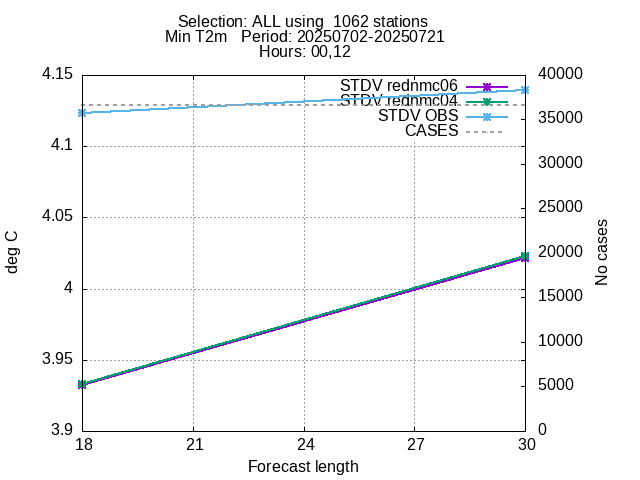 Selection: ALL using  1062 stations
Min T2m   Period: 20250702-20250721
Hours: 00,12
4.15
4.1
4.05
4
3.95
3.9
deg C
STDV rednmc06
STDV rednmc04
STDV OBS
CASES
40000
35000
30000
25000
20000
15000
10000
5000
0
No cases
18 21 24 27 30
Forecast length